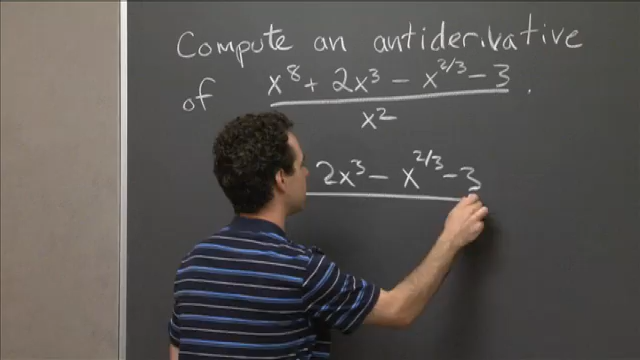 Compute an antiderivative
of x^8 + 2x^3 - x^{2/3} - 3 .
x^2
2x^3 - x^{2/3} - 3